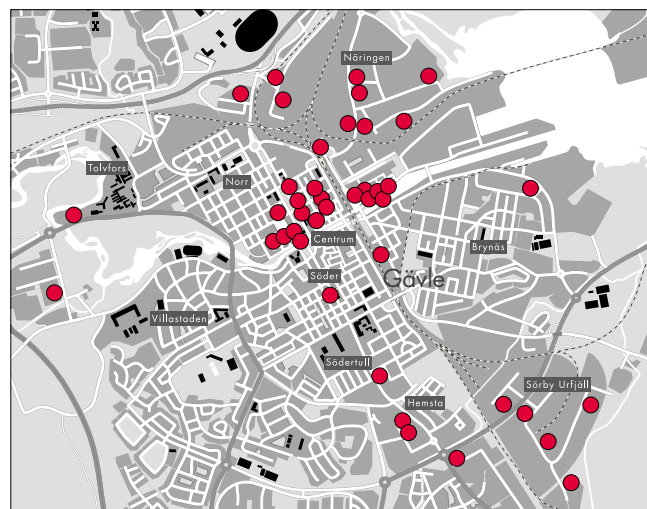 Näringen
Tolvfors
Norr
Centrum
Brynäs
Söder
Gävle
Villastaden
Södertull
Sörby Urfjäll
Hemsta